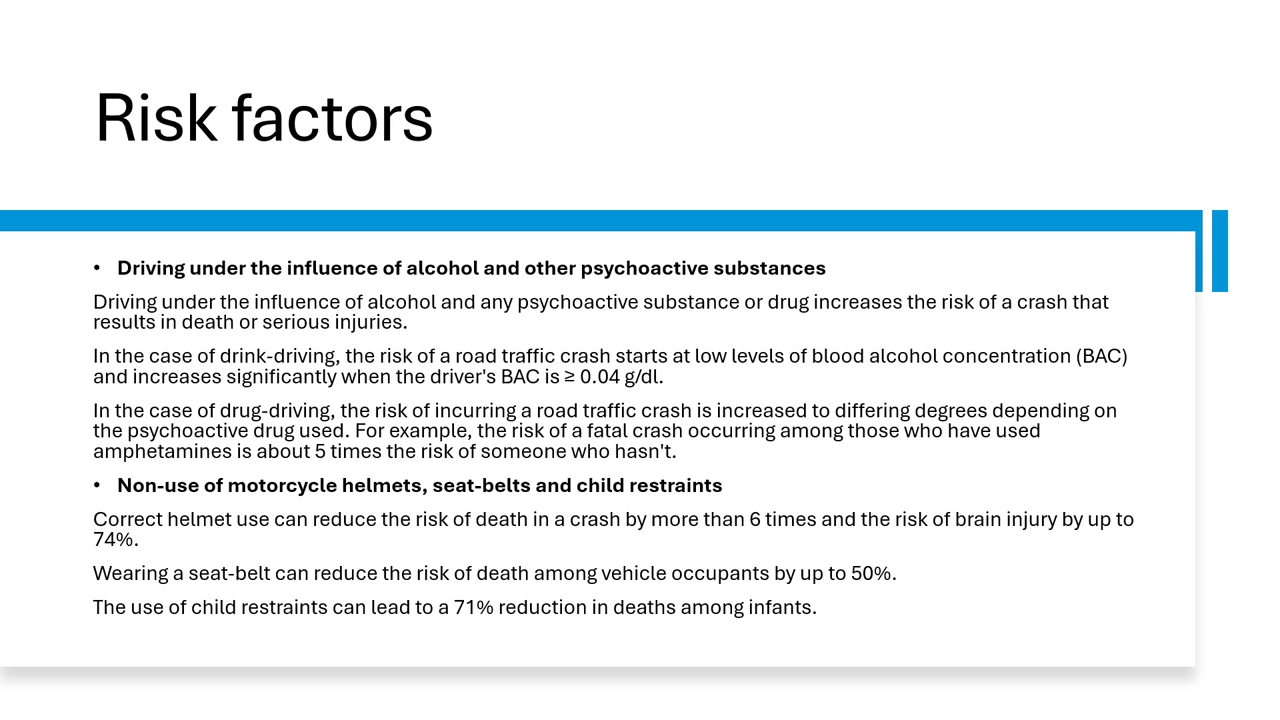 Risk factors
• Driving under the influence of alcohol and other psychoactive substances
Driving under the influence of alcohol and any psychoactive substance or drug increases the risk of a crash that
results in death or serious injuries.
In the case of drink-driving, the risk of a road traffic crash starts at low levels of blood alcohol concentration (BAC)
and increases significantly when the driver's BAC is ≥ 0.04 g/dl.
In the case of drug-driving, the risk of incurring a road traffic crash is increased to differing degrees depending on
the psychoactive drug used. For example, the risk of a fatal crash occurring among those who have used
amphetamines is about 5 times the risk of someone who hasn't.
• Non-use of motorcycle helmets, seat-belts and child restraints
Correct helmet use can reduce the risk of death in a crash by more than 6 times and the risk of brain injury by up to
74%.
Wearing a seat-belt can reduce the risk of death among vehicle occupants by up to 50%.
The use of child restraints can lead to a 71% reduction in deaths among infants.